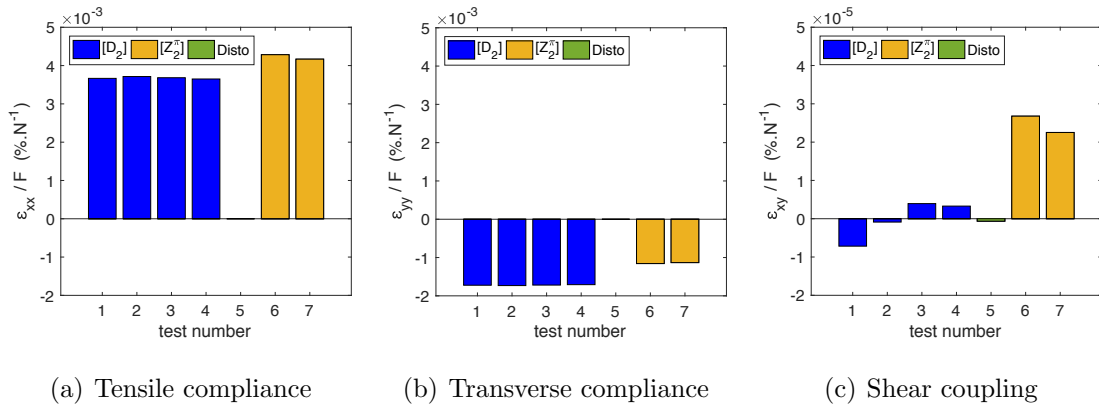 ×10⁻³
[D₂] [Z₂^π] Disto
5
4
3
2
1
0
-1
-2
ε_xx / F (%.N⁻¹)
1 2 3 4 5 6 7
test number
(a) Tensile compliance
×10⁻³
[D₂] [Z₂^π] Disto
5
4
3
2
1
0
-1
-2
ε_yy / F (%.N⁻¹)
1 2 3 4 5 6 7
test number
(b) Transverse compliance
×10⁻⁵
[D₂] [Z₂^π] Disto
5
4
3
2
1
0
-1
-2
ε_xy / F (%.N⁻¹)
1 2 3 4 5 6 7
test number
(c) Shear coupling